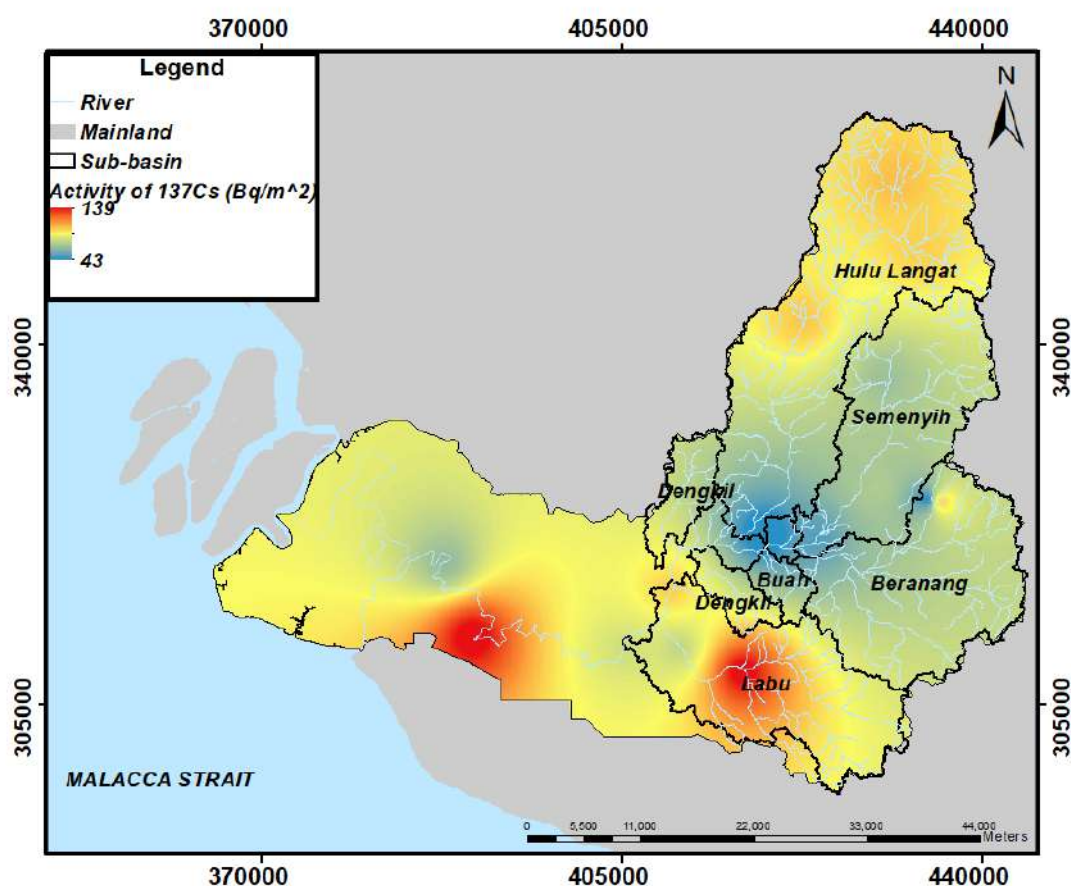 370000 405000 440000
Legend
River
Mainland
Sub-basin
Activity of 137Cs (Bq/m^2)
139
43
N
Hulu Langat
340000 340000
Semenyih
Dengkil
Buah
Beranang
Dengkil
Labu
305000 305000
MALACCA STRAIT
0 5,500 11,000 22,000 33,000 44,000
Meters
370000 405000 440000